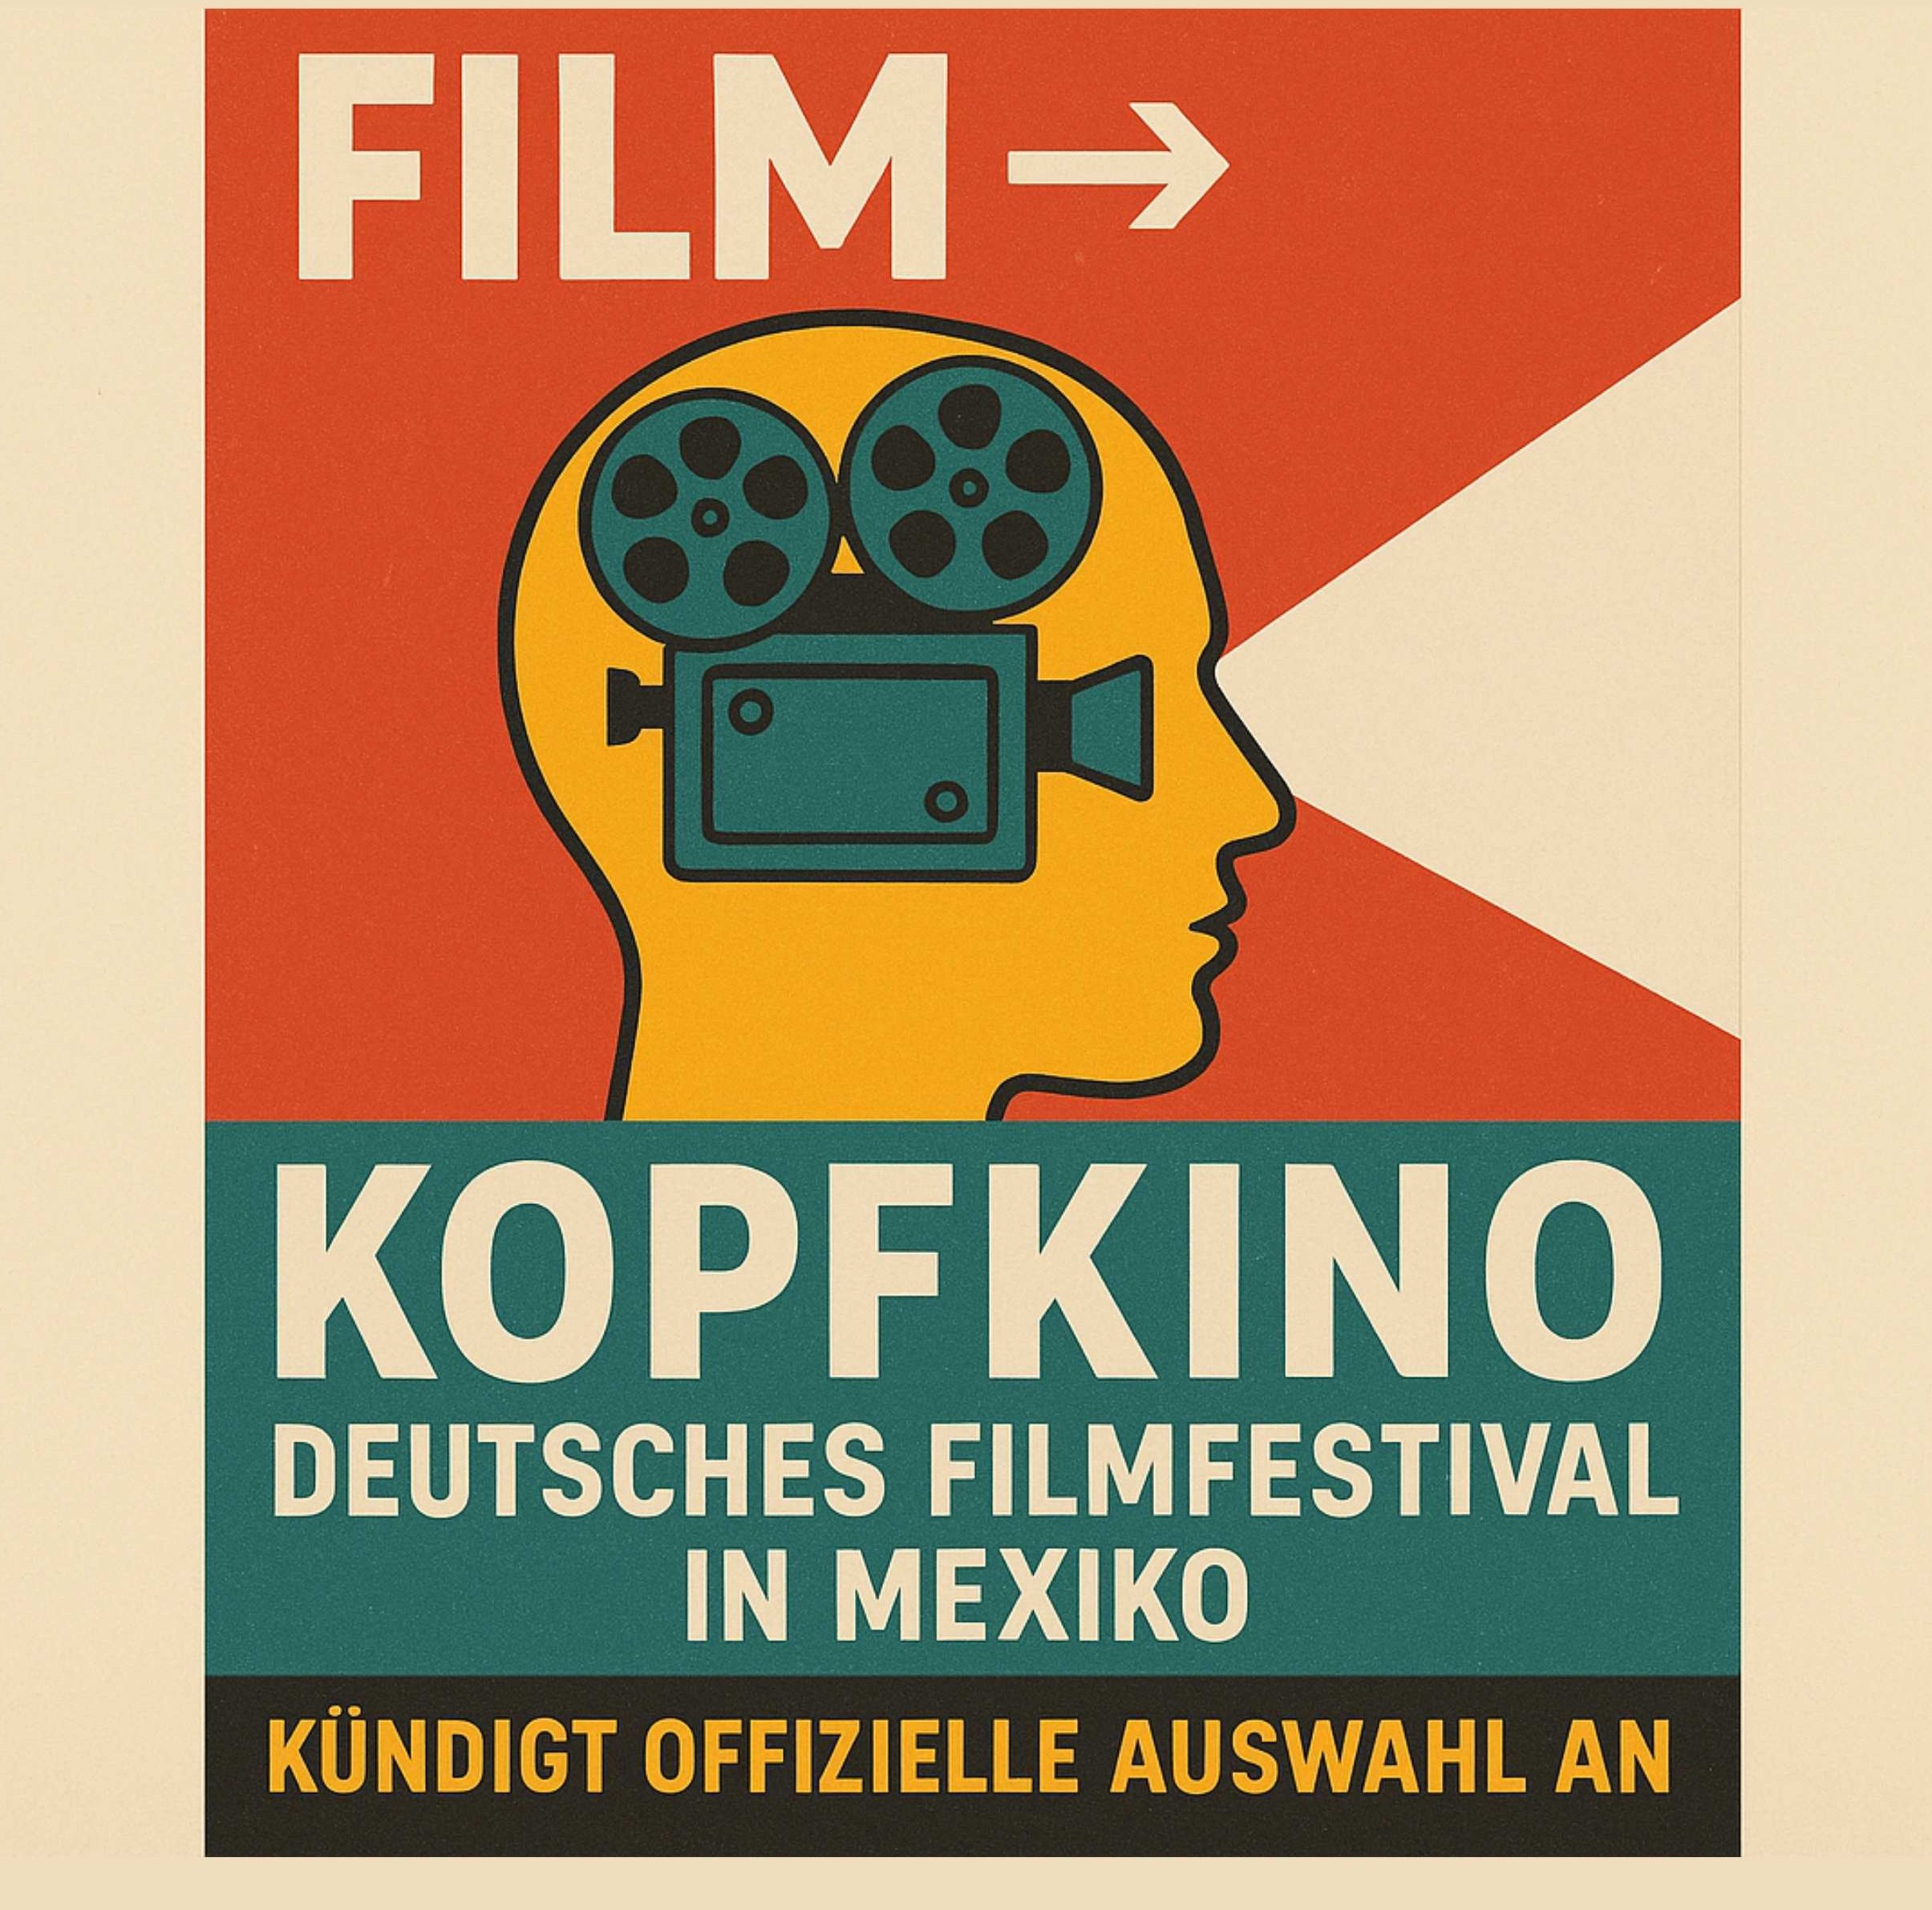 FILM →
KOPFKINO
DEUTSCHES FILMFESTIVAL
IN MEXIKO
KÜNDIGT OFFIZIELLE AUSWAHL AN